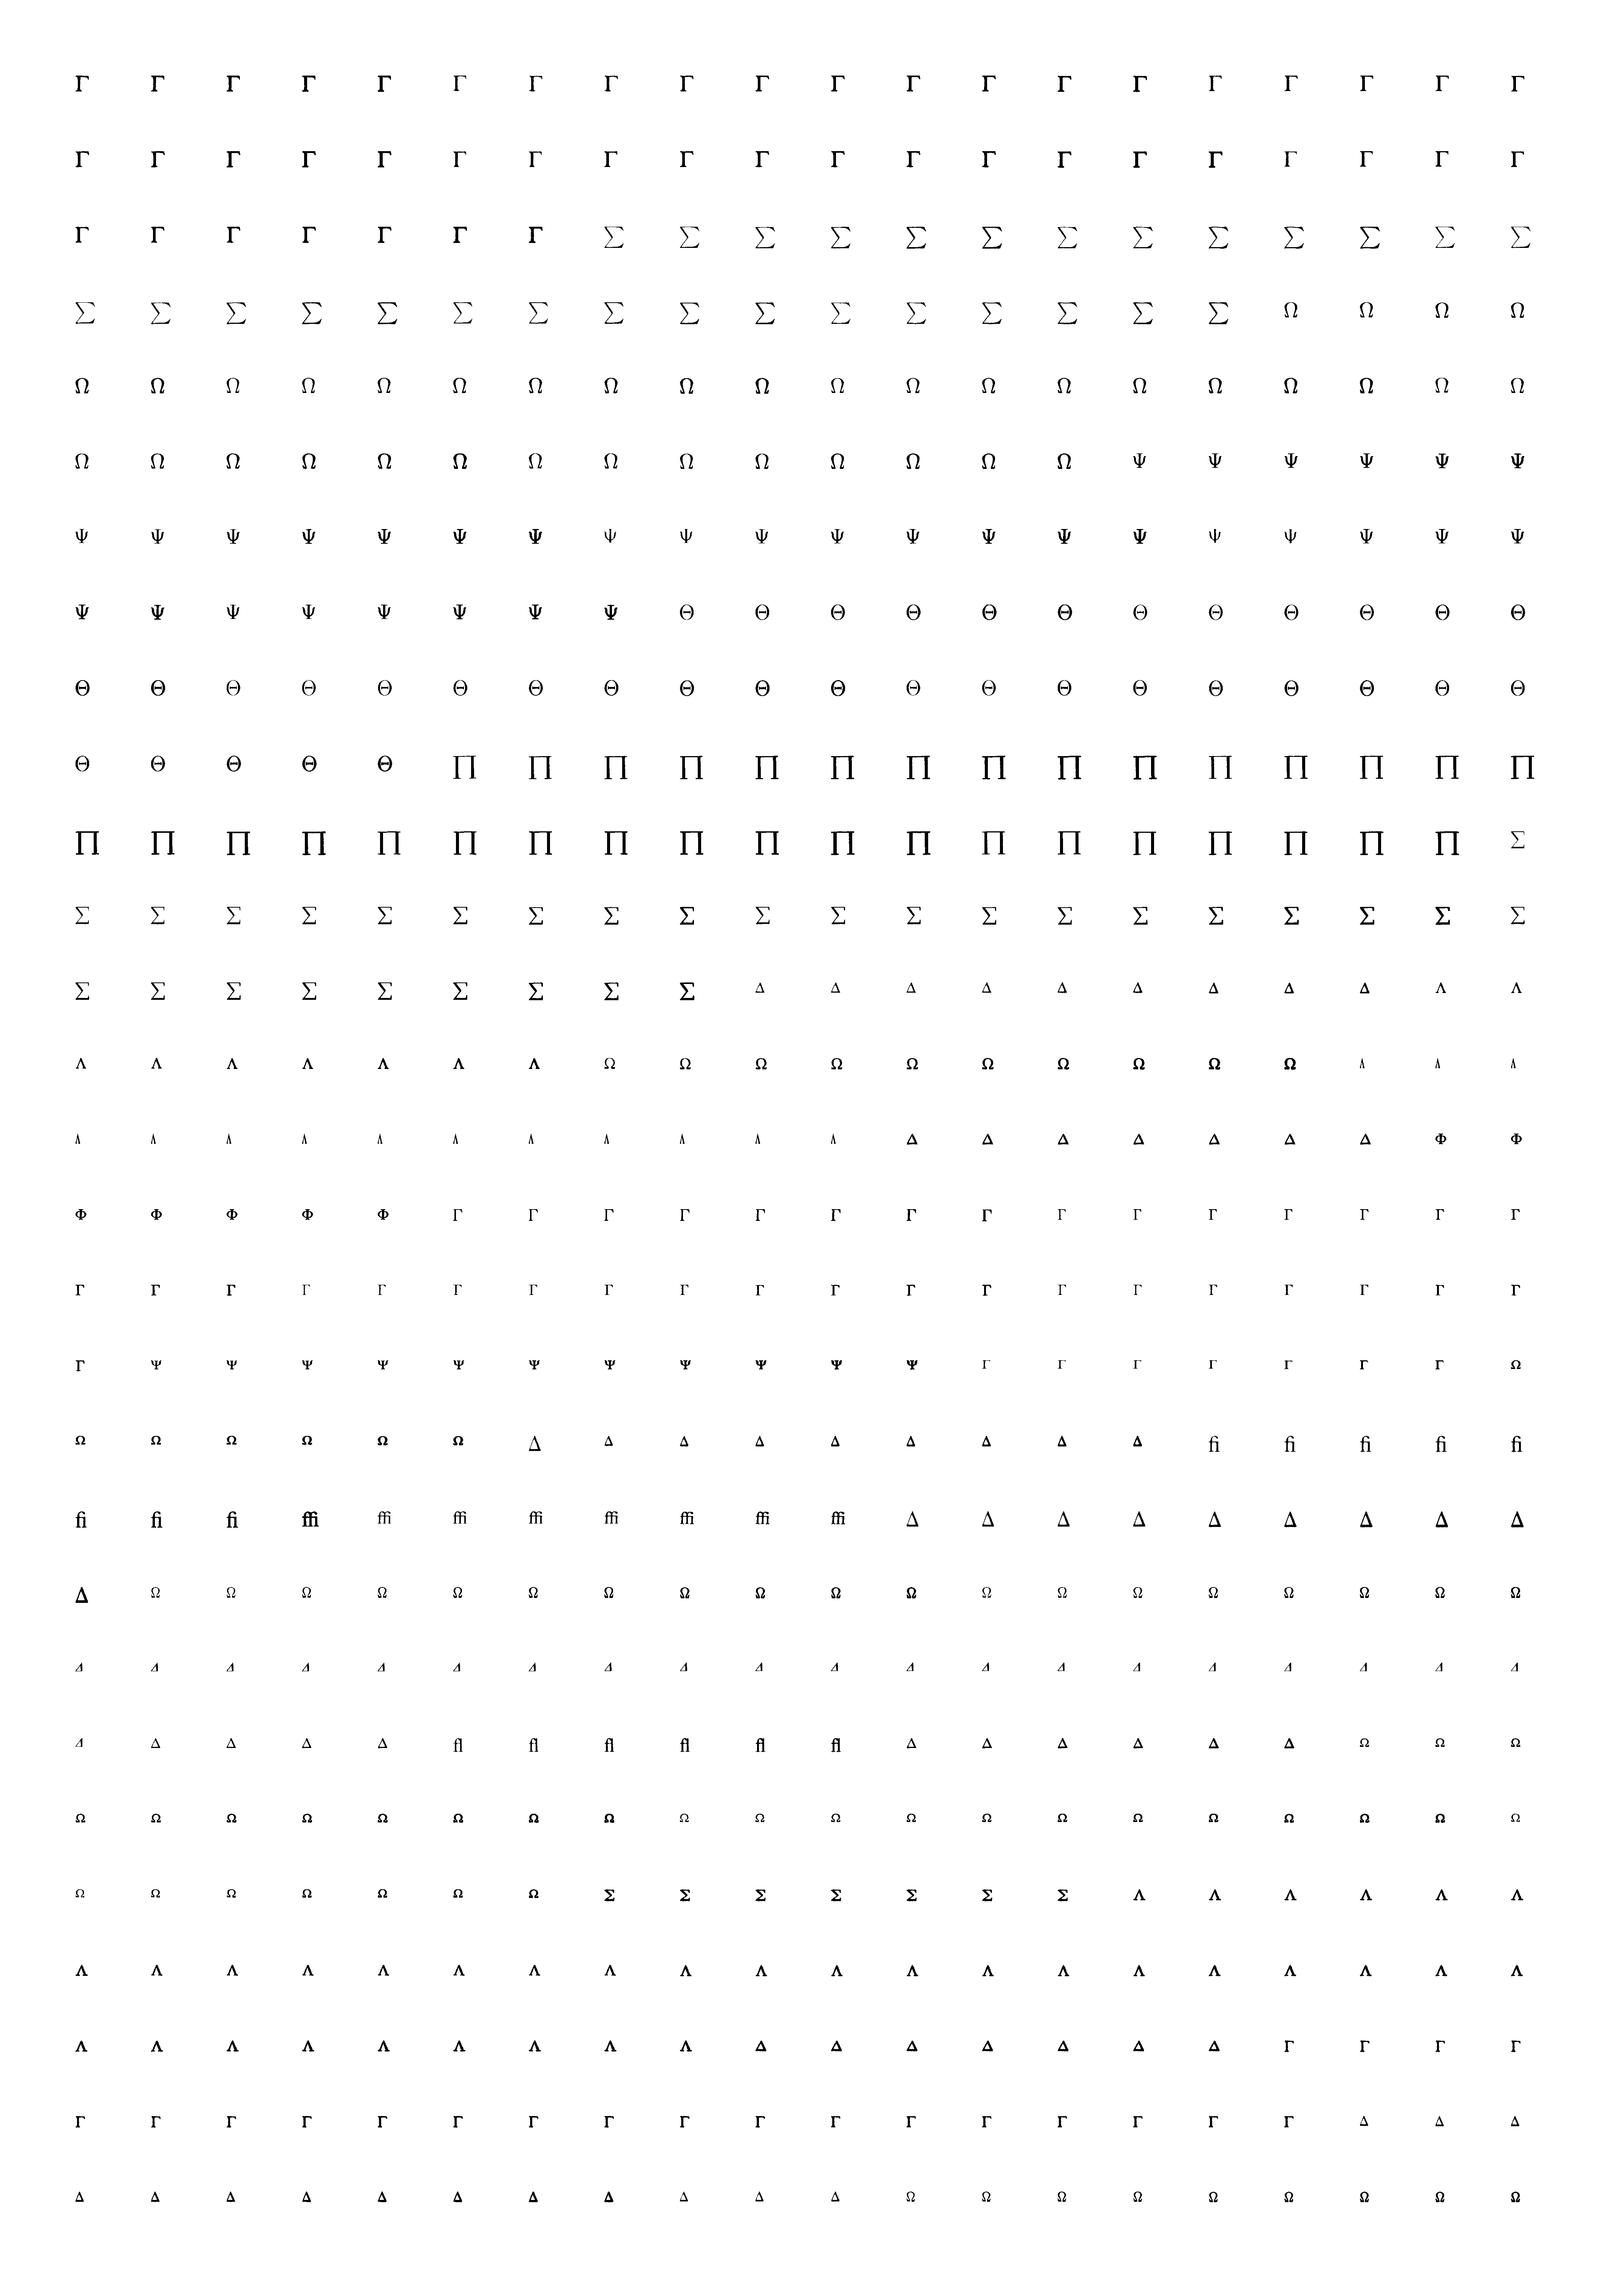 Γ Γ Γ Γ Γ Γ Γ Γ Γ Γ Γ Γ Γ Γ Γ Γ Γ Γ Γ Γ
Γ Γ Γ Γ Γ Γ Γ Γ Γ Γ Γ Γ Γ Γ Γ Γ Γ Γ Γ Γ
Γ Γ Γ Γ Γ Γ Γ ∑ ∑ ∑ ∑ ∑ ∑ ∑ ∑ ∑ ∑ ∑ ∑ ∑
∑ ∑ ∑ ∑ ∑ ∑ ∑ ∑ ∑ ∑ ∑ ∑ ∑ ∑ ∑ ∑ Ω Ω Ω Ω
Ω Ω Ω Ω Ω Ω Ω Ω Ω Ω Ω Ω Ω Ω Ω Ω Ω Ω Ω Ω
Ω Ω Ω Ω Ω Ω Ω Ω Ω Ω Ω Ω Ω Ω Ψ Ψ Ψ Ψ Ψ Ψ
Ψ Ψ Ψ Ψ Ψ Ψ Ψ Ψ Ψ Ψ Ψ Ψ Ψ Ψ Ψ Ψ Ψ Ψ Ψ Ψ
Ψ Ψ Ψ Ψ Ψ Ψ Ψ Ψ Θ Θ Θ Θ Θ Θ Θ Θ Θ Θ Θ Θ
Θ Θ Θ Θ Θ Θ Θ Θ Θ Θ Θ Θ Θ Θ Θ Θ Θ Θ Θ Θ
Θ Θ Θ Θ Θ ∏ ∏ ∏ ∏ ∏ ∏ ∏ ∏ ∏ ∏ ∏ ∏ ∏ ∏ ∏
∏ ∏ ∏ ∏ ∏ ∏ ∏ ∏ ∏ ∏ ∏ ∏ ∏ ∏ ∏ ∏ ∏ ∏ ∏ Σ
Σ Σ Σ Σ Σ Σ Σ Σ Σ Σ Σ Σ Σ Σ Σ Σ Σ Σ Σ Σ
Σ Σ Σ Σ Σ Σ Σ Σ Σ Δ Δ Δ Δ Δ Δ Δ Δ Δ Λ Λ
Λ Λ Λ Λ Λ Λ Λ Ω Ω Ω Ω Ω Ω Ω Ω Ω Ω Λ Λ Λ
Λ Λ Λ Λ Λ Λ Λ Λ Λ Λ Λ Δ Δ Δ Δ Δ Δ Δ Φ Φ
Φ Φ Φ Φ Φ Γ Γ Γ Γ Γ Γ Γ Γ Γ Γ Γ Γ Γ Γ Γ
Γ Γ Γ Γ Γ Γ Γ Γ Γ Γ Γ Γ Γ Γ Γ Γ Γ Γ Γ Γ
Γ Ψ Ψ Ψ Ψ Ψ Ψ Ψ Ψ Ψ Ψ Ψ Γ Γ Γ Γ Γ Γ Γ Ω
Ω Ω Ω Ω Ω Ω Δ Δ Δ Δ Δ Δ Δ Δ Δ ﬁ ﬁ ﬁ ﬁ ﬁ
ﬁ ﬁ ﬁ ﬃ ﬃ ﬃ ﬃ ﬃ ﬃ ﬃ ﬃ Δ Δ Δ Δ Δ Δ Δ Δ Δ
Δ Ω Ω Ω Ω Ω Ω Ω Ω Ω Ω Ω Ω Ω Ω Ω Ω Ω Ω Ω
Δ Δ Δ Δ Δ Δ Δ Δ Δ Δ Δ Δ Δ Δ Δ Δ Δ Δ Δ Δ
Δ Δ Δ Δ Δ ﬂ ﬂ ﬂ ﬂ ﬂ ﬂ Δ Δ Δ Δ Δ Δ Ω Ω Ω
Ω Ω Ω Ω Ω Ω Ω Ω Ω Ω Ω Ω Ω Ω Ω Ω Ω Ω Ω Ω
Ω Ω Ω Ω Ω Ω Ω Σ Σ Σ Σ Σ Σ Σ Λ Λ Λ Λ Λ Λ
Λ Λ Λ Λ Λ Λ Λ Λ Λ Λ Λ Λ Λ Λ Λ Λ Λ Λ Λ Λ
Λ Λ Λ Λ Λ Λ Λ Λ Λ Δ Δ Δ Δ Δ Δ Δ Γ Γ Γ Γ
Γ Γ Γ Γ Γ Γ Γ Γ Γ Γ Γ Γ Γ Γ Γ Γ Γ Δ Δ Δ
Δ Δ Δ Δ Δ Δ Δ Δ Δ Δ Δ Ω Ω Ω Ω Ω Ω Ω Ω Ω